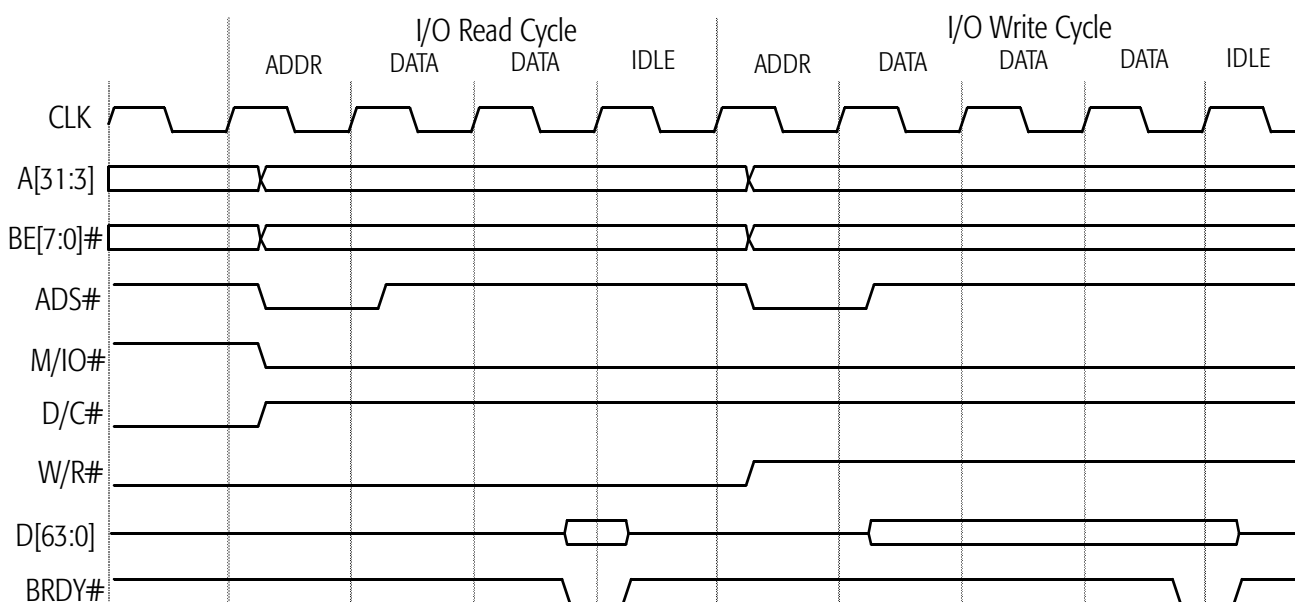 I/O Read Cycle I/O Write Cycle
ADDR DATA DATA IDLE ADDR DATA DATA DATA IDLE
CLK
A[31:3]
BE[7:0]#
ADS#
M/IO#
D/C#
W/R#
D[63:0]
BRDY#